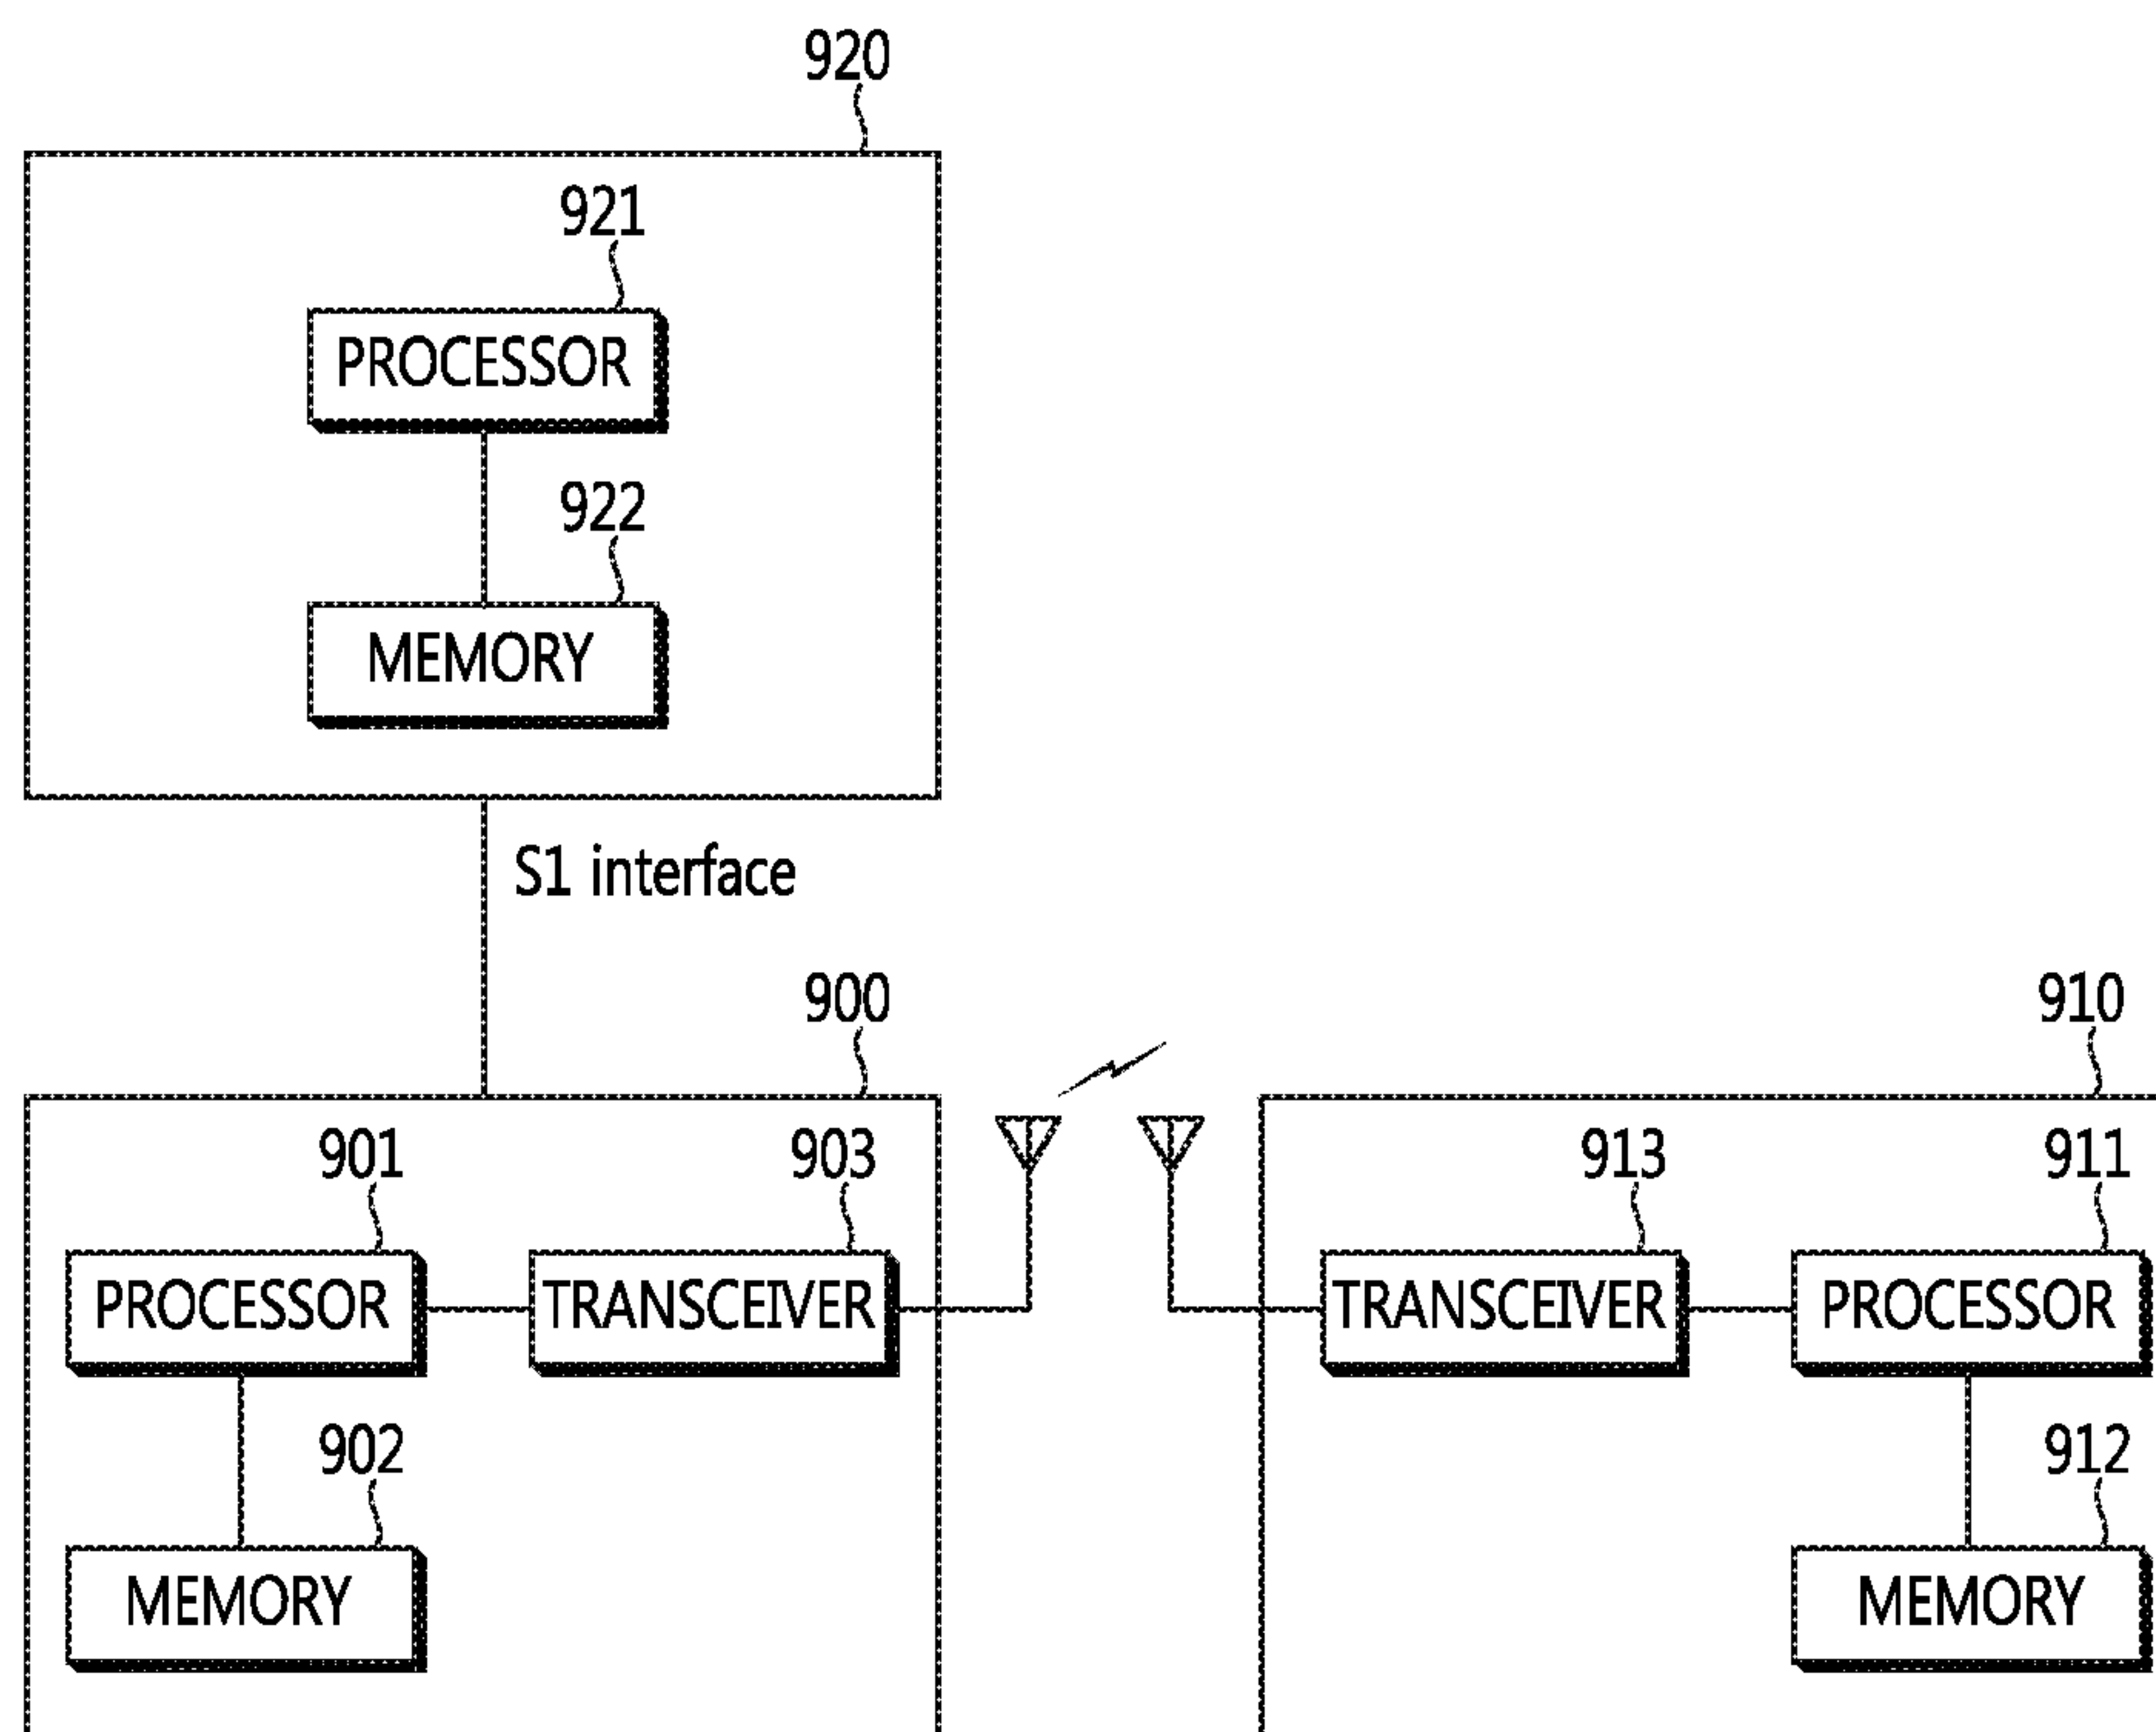 920
921
PROCESSOR
922
MEMORY
S1 interface
900
910
901
903
913
911
PROCESSOR
TRANSCEIVER
TRANSCEIVER
PROCESSOR
902
912
MEMORY
MEMORY